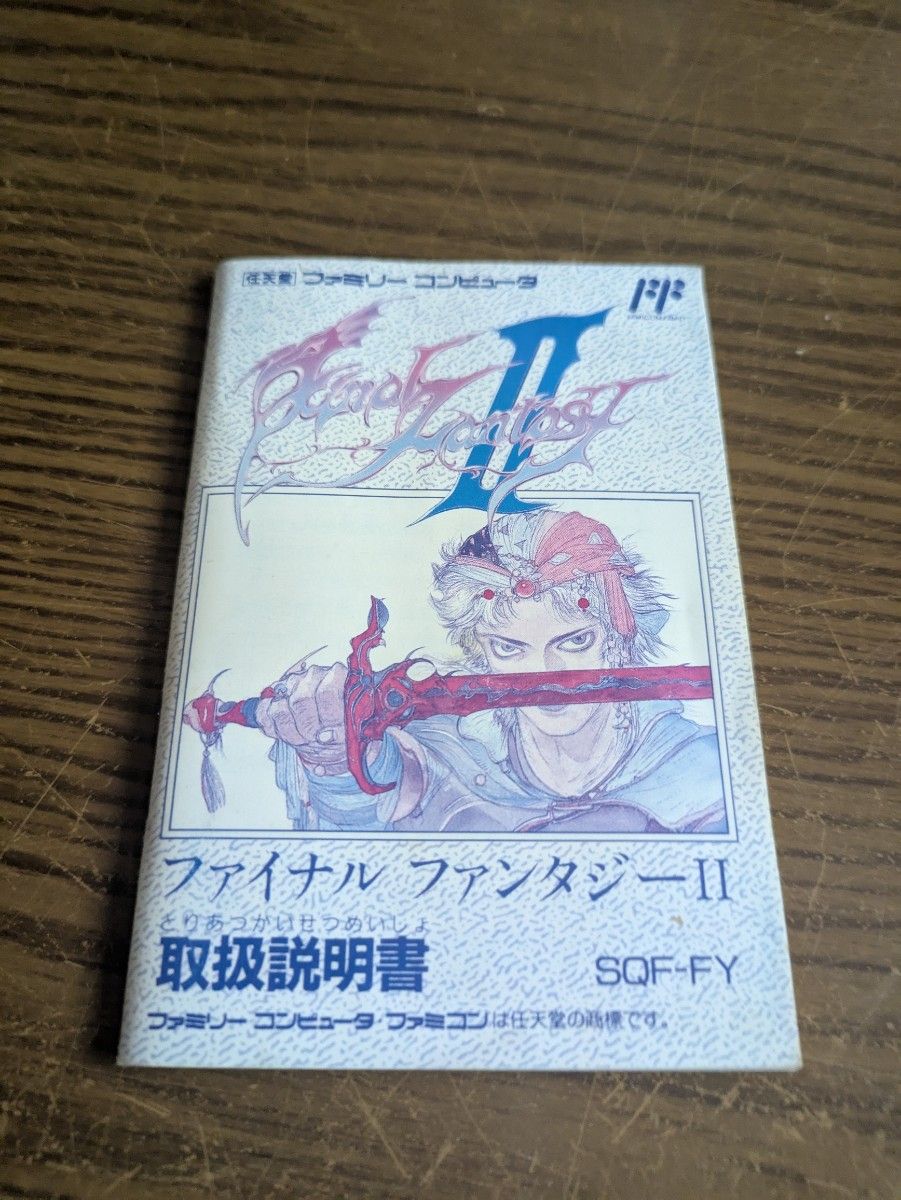 任天堂 ファミリー コンピュータ
Final Fantasy II
ファイナル ファンタジーII
とりあつかいせつめいしょ
取扱説明書
SQF-FY
ファミリー コンピュータ・ファミコンは任天堂の商標です。